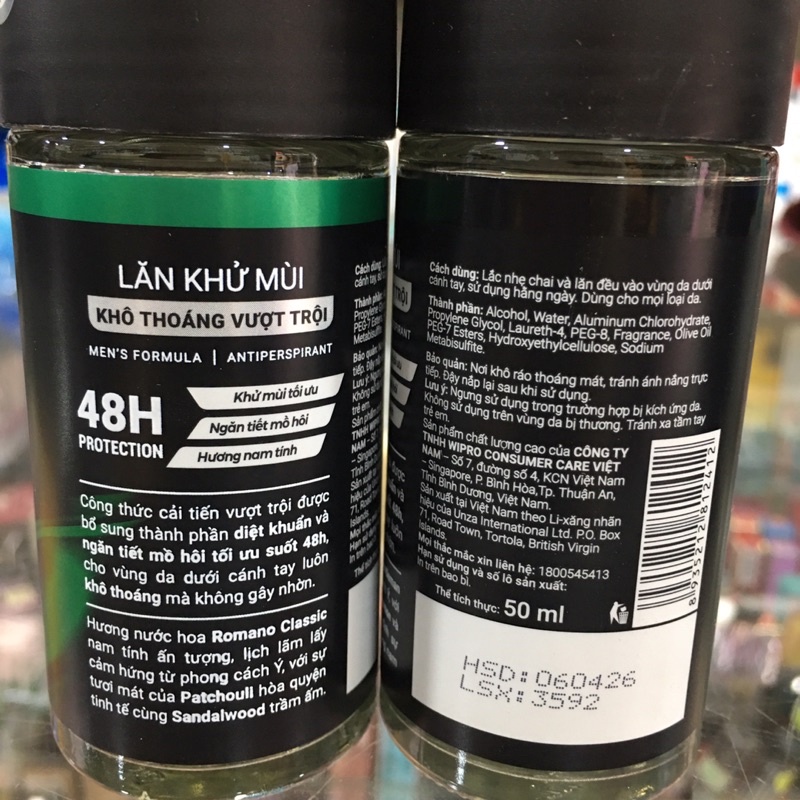 LĂN KHỬ MÙI
KHÔ THOÁNG VƯỢT TRỘI
MEN'S FORMULA | ANTIPERSPIRANT
48H
PROTECTION
Khử mùi tối ưu
Ngăn tiết mồ hôi
Hương nam tính
Công thức cải tiến vượt trội được
bổ sung thành phần diệt khuẩn và
ngăn tiết mồ hôi tối ưu suốt 48h,
cho vùng da dưới cánh tay luôn
khô thoáng mà không gây nhờn.
Hương nước hoa Romano Classic
nam tính ấn tượng, lịch lãm lấy
cảm hứng từ phong cách Ý, với sự
tươi mát của Patchouli hòa quyện
tinh tế cùng Sandalwood trầm ấm.
Cách dùng: Lắc nhẹ chai và lăn đều vào vùng da dưới
cánh tay, sử dụng hằng ngày. Dùng cho mọi loại da.
Thành phần: Alcohol, Water, Aluminum Chlorohydrate,
Propylene Glycol, Laureth-4, PEG-8, Fragrance, Olive Oil
PEG-7 Esters, Hydroxyethylcellulose, Sodium
Metabisulfite.
Bảo quản: Nơi khô ráo thoáng mát, tránh ánh nắng trực
tiếp. Đậy nắp lại sau khi sử dụng.
Lưu ý: Ngưng sử dụng trong trường hợp bị kích ứng da.
Không sử dụng trên vùng da bị thương. Tránh xa tầm tay
trẻ em.
Sản phẩm chất lượng cao của CÔNG TY
TNHH WIPRO CONSUMER CARE VIỆT
NAM - Số 7, đường số 4, KCN Việt Nam
- Singapore, P. Bình Hòa, Tp. Thuận An,
Tỉnh Bình Dương, Việt Nam.
Sản xuất tại Việt Nam theo Li-xăng nhãn
hiệu của Unza International Ltd. P.O. Box
71, Road Town, Tortola, British Virgin
Islands.
Mọi thắc mắc xin liên hệ: 1800545413
Hạn sử dụng và số lô sản xuất:
in trên bao bì.
Thể tích thực: 50 ml
8935212812412
HSD:060426
LSX:3592